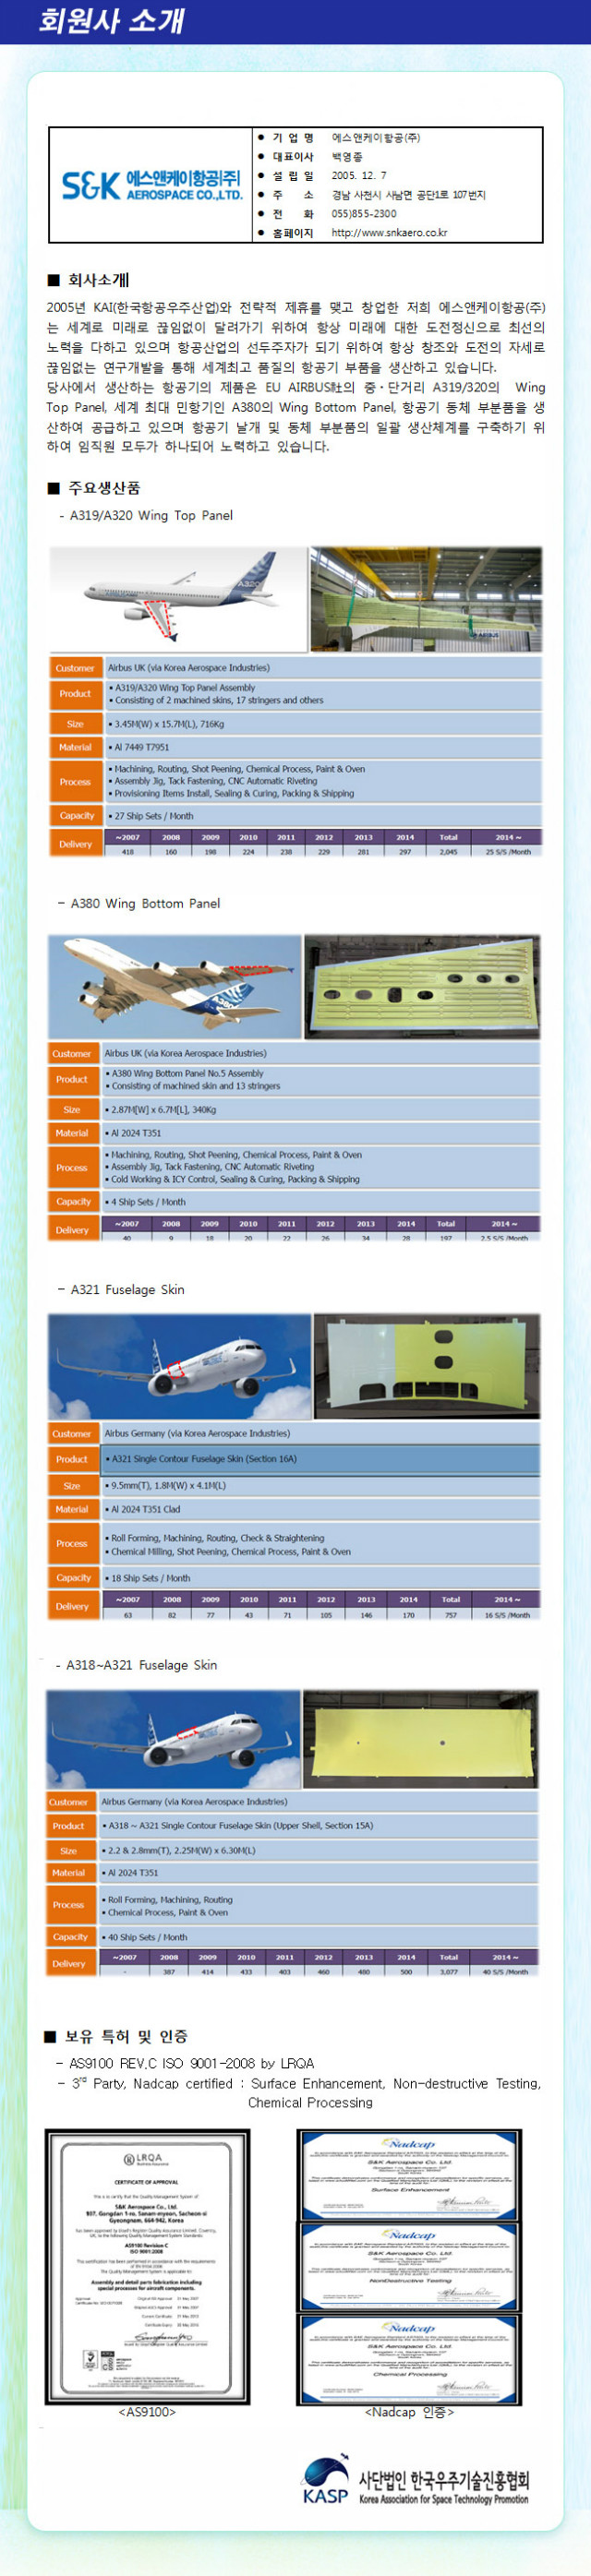 회원사 소개
S&K 에스앤케이항공㈜
AEROSPACE CO.,LTD.
● 기 업 명 에스앤케이항공(주)
● 대표이사 백영종
● 설 립 일 2005. 12. 7
● 주 소 경남 사천시 사남면 공단1로 107번지
● 전 화 055)855-2300
● 홈페이지 http://www.snkaero.co.kr
■ 회사소개
2005년 KAI(한국항공우주산업)와 전략적 제휴를 맺고 창업한 저희 에스앤케이항공(주)
는 세계로 미래로 끊임없이 달려가기 위하여 항상 미래에 대한 도전정신으로 최선의
노력을 다하고 있으며 항공산업의 선두주자가 되기 위하여 항상 창조와 도전의 자세로
끊임없는 연구개발을 통해 세계최고 품질의 항공기 부품을 생산하고 있습니다.
당사에서 생산하는 항공기의 제품은 EU AIRBUS社의 중·단거리 A319/320의 Wing
Top Panel, 세계 최대 민항기인 A380의 Wing Bottom Panel, 항공기 동체 부분품을 생
산하여 공급하고 있으며 항공기 날개 및 동체 부분품의 일괄 생산체계를 구축하기 위
하여 임직원 모두가 하나되어 노력하고 있습니다.
■ 주요생산품
- A319/A320 Wing Top Panel
A320
AIRBUS
Customer Airbus UK (via Korea Aerospace Industries)
Product • A319/A320 Wing Top Panel Assembly
• Consisting of 2 machined skins, 17 stringers and others
Size • 3.45M(W) x 15.7M(L), 716Kg
Material • Al 7449 T7951
Process • Machining, Routing, Shot Peening, Chemical Process, Paint & Oven
• Assembly Jig, Tack Fastening, CNC Automatic Riveting
• Provisioning Items Install, Sealing & Curing, Packing & Shipping
Capacity • 27 Ship Sets / Month
Delivery ~2007 2008 2009 2010 2011 2012 2013 2014 Total 2014 ~
418 160 198 224 238 229 281 297 2,045 25 S/S /Month
- A380 Wing Bottom Panel
A380
Customer Airbus UK (via Korea Aerospace Industries)
Product • A380 Wing Bottom Panel No.5 Assembly
• Consisting of machined skin and 13 stringers
Size • 2.87M[W] x 6.7M[L], 340Kg
Material • Al 2024 T351
Process • Machining, Routing, Shot Peening, Chemical Process, Paint & Oven
• Assembly Jig, Tack Fastening, CNC Automatic Riveting
• Cold Working & ICY Control, Sealing & Curing, Packing & Shipping
Capacity • 4 Ship Sets / Month
Delivery ~2007 2008 2009 2010 2011 2012 2013 2014 Total 2014 ~
40 9 18 20 22 26 34 28 197 2.5 S/S /Month
- A321 Fuselage Skin
Customer Airbus Germany (via Korea Aerospace Industries)
Product • A321 Single Contour Fuselage Skin (Section 16A)
Size • 9.5mm(T), 1.8M(W) x 4.1M(L)
Material • Al 2024 T351 Clad
Process • Roll Forming, Machining, Routing, Check & Straightening
• Chemical Milling, Shot Peening, Chemical Process, Paint & Oven
Capacity • 18 Ship Sets / Month
Delivery ~2007 2008 2009 2010 2011 2012 2013 2014 Total 2014 ~
63 82 77 43 71 105 146 170 757 16 S/S /Month
- A318~A321 Fuselage Skin
Customer Airbus Germany (via Korea Aerospace Industries)
Product • A318 ~ A321 Single Contour Fuselage Skin (Upper Shell, Section 15A)
Size • 2.2 & 2.8mm(T), 2.25M(W) x 6.30M(L)
Material • Al 2024 T351
Process • Roll Forming, Machining, Routing
• Chemical Process, Paint & Oven
Capacity • 40 Ship Sets / Month
Delivery ~2007 2008 2009 2010 2011 2012 2013 2014 Total 2014 ~
- 387 414 433 403 460 480 500 3,077 40 S/S /Month
■ 보유 특허 및 인증
- AS9100 REV.C ISO 9001-2008 by LRQA
- 3rd Party, Nadcap certified : Surface Enhancement, Non-destructive Testing,
Chemical Processing
LRQA
CERTIFICATE OF APPROVAL
This is to certify that the Quality Management System of:
S&K Aerospace Co., Ltd.
937, Gongdan 1-ro, Sanam-myeon, Sacheon-si
Gyeongnam, 664-942, Korea
AS9100 Revision C
ISO 9001:2008
The Quality Management System is applicable to:
Assembly and detail parts fabrication including
special processes for aircraft components.
Nadcap
S&K Aerospace Co., Ltd.
Surface Enhancement
Nadcap
S&K Aerospace Co., Ltd.
NonDestructive Testing
Nadcap
S&K Aerospace Co., Ltd.
Chemical Processing
<AS9100>
<Nadcap 인증>
KASP
사단법인 한국우주기술진흥협회
Korea Association for Space Technology Promotion